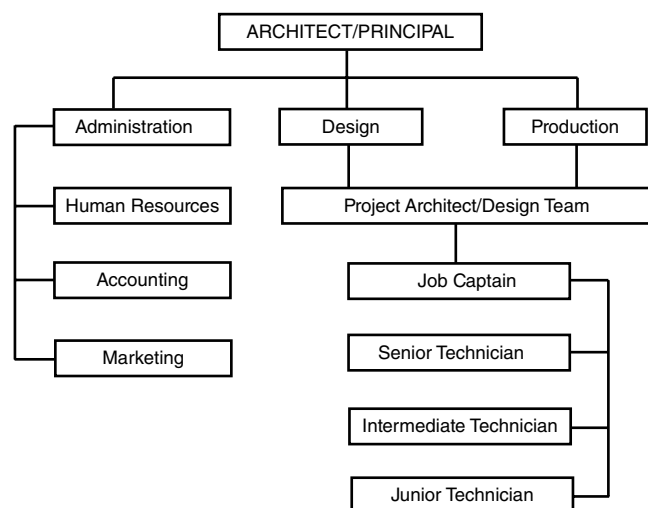 ARCHITECT/PRINCIPAL
Administration
Design
Production
Human Resources
Project Architect/Design Team
Accounting
Job Captain
Marketing
Senior Technician
Intermediate Technician
Junior Technician